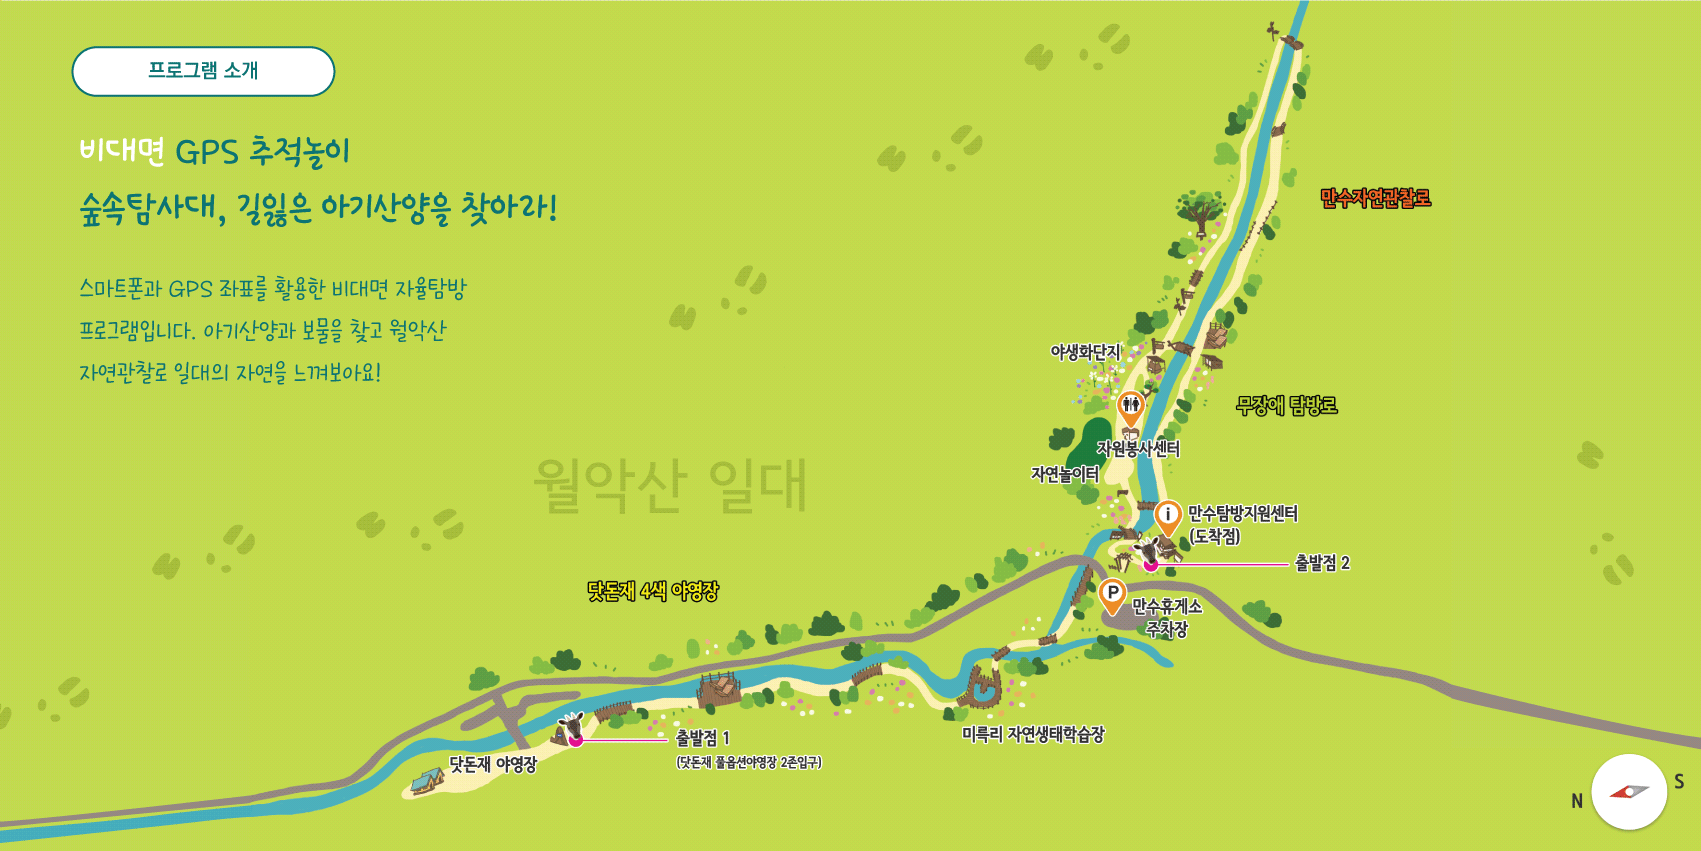 프로그램 소개
비대면 GPS 추적놀이
숲속탐사대, 길잃은 아기산양을 찾아라!
스마트폰과 GPS 좌표를 활용한 비대면 자율탐방
프로그램입니다. 아기산양과 보물을 찾고 월악산
자연관찰로 일대의 자연을 느껴보아요!
만수자연관찰로
야생화단지
무장애 탐방로
자원봉사센터
자연놀이터
월악산 일대
i
만수탐방지원센터
(도착점)
출발점 2
닷돈재 4색 야영장
P
만수휴게소
주차장
미륵리 자연생태학습장
출발점 1
(닷돈재 풀옵션야영장 2존입구)
닷돈재 야영장
N
S